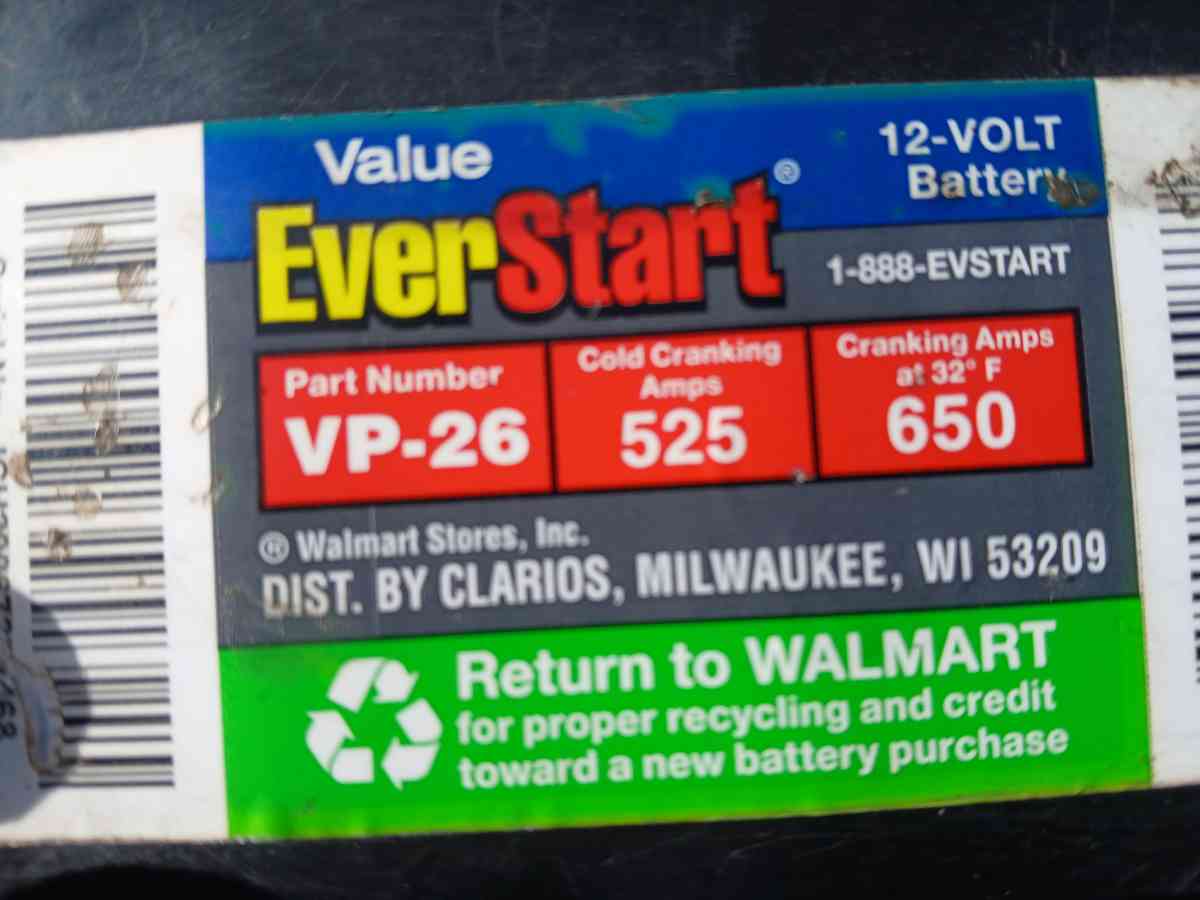 Value
EverStart®
12-VOLT
Battery
1-888-EVSTART
Part Number
VP-26
Cold Cranking
Amps
525
Cranking Amps
at 32° F
650
® Walmart Stores, Inc.
DIST. BY CLARIOS, MILWAUKEE, WI 53209
Return to WALMART
for proper recycling and credit
toward a new battery purchase